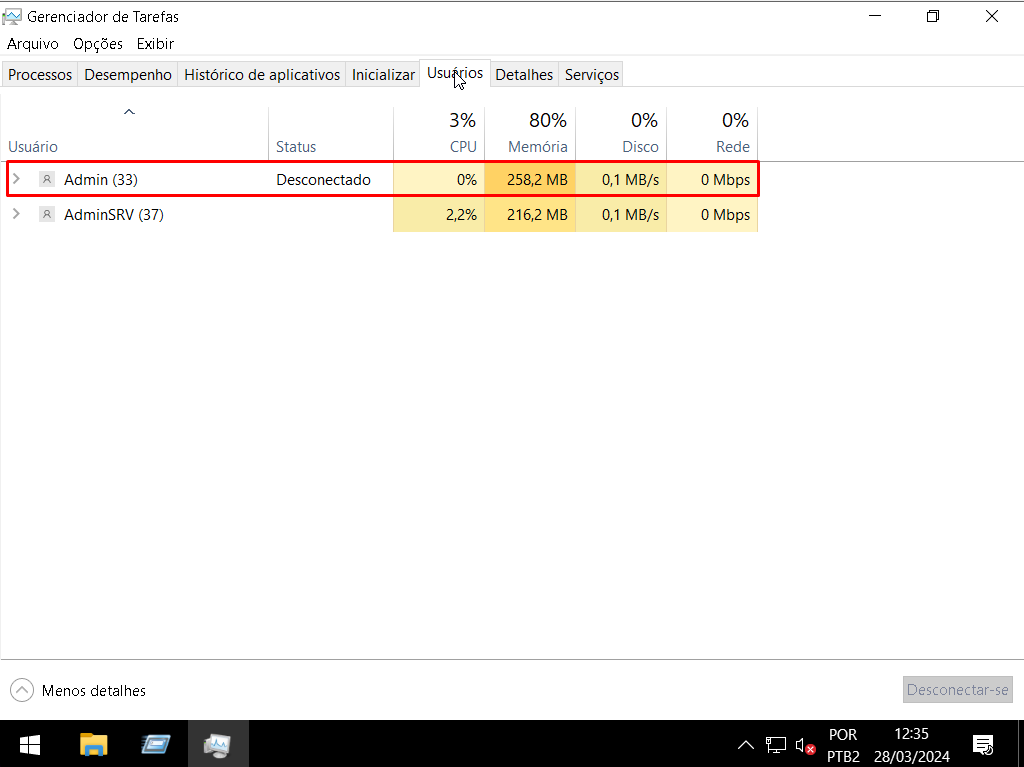 Gerenciador de Tarefas
Arquivo Opções Exibir
Processos Desempenho Histórico de aplicativos Inicializar Usuários Detalhes Serviços
3% 80% 0% 0%
Usuário Status CPU Memória Disco Rede
Admin (33) Desconectado 0% 258,2 MB 0,1 MB/s 0 Mbps
AdminSRV (37) 2,2% 216,2 MB 0,1 MB/s 0 Mbps
Menos detalhes Desconectar-se
POR 12:35
PTB2 28/03/2024